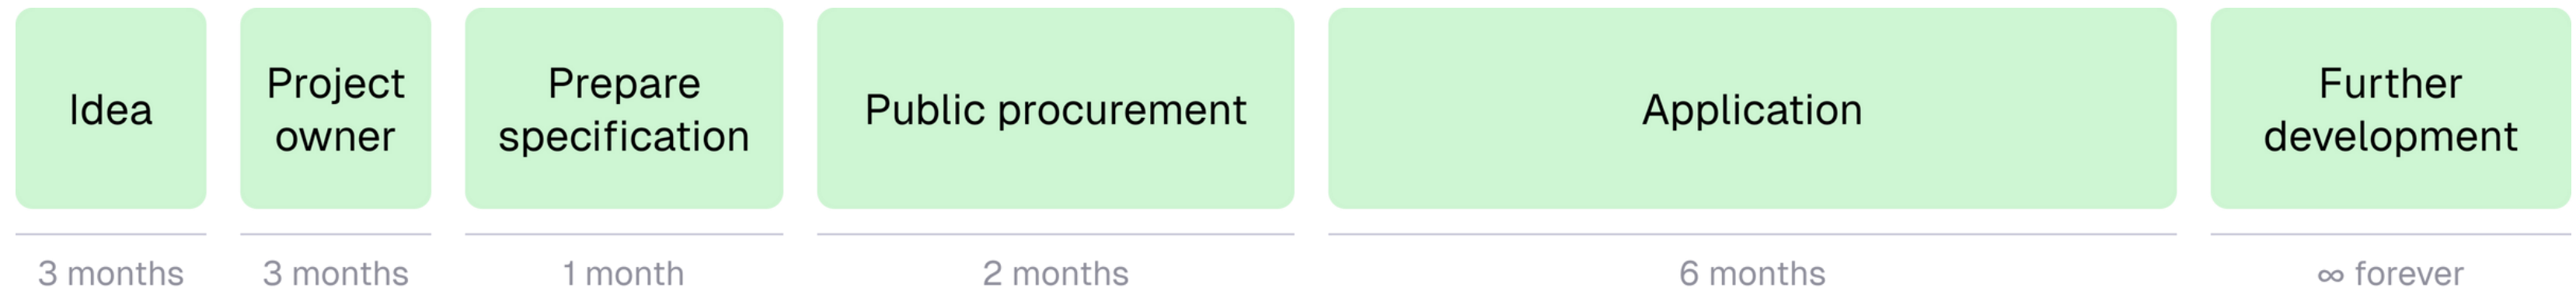 Idea
Project
owner
Prepare
specification
Public procurement
Application
Further
development
3 months
3 months
1 month
2 months
6 months
∞ forever